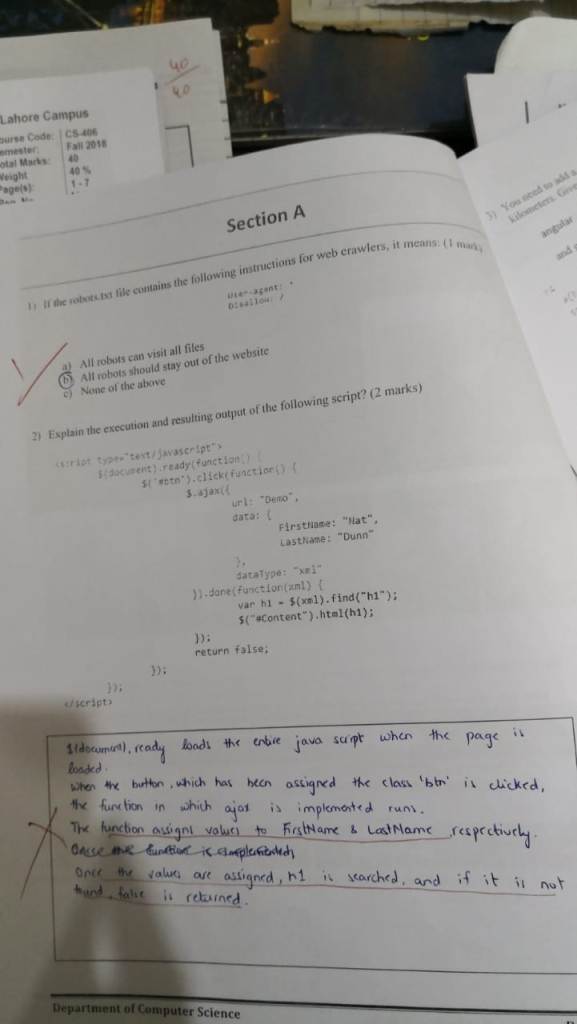 40
40
Lahore Campus
ourse Code: CS-406
emester: Fall 2018
otal Marks: 40
Weight 40 %
Page(s): 1-7
Section A
1) If the robots.txt file contains the following instructions for web crawlers, it means: (1 mark)
User-agent: *
Disallow: /
a) All robots can visit all files
b) All robots should stay out of the website
c) None of the above
2) Explain the execution and resulting output of the following script? (2 marks)
<script type="text/javascript">
$(document).ready(function() {
$("#btn").click(function() {
$.ajax({
url: "Demo",
data: {
FirstName: "Nat",
LastName: "Dunn"
},
dataType: "xml"
}).done(function(xml) {
var h1 = $(xml).find("h1");
$("#Content").html(h1);
});
return false;
});
});
</script>
$(document), ready loads the entire java script when the page is
loaded.
When the button, which has been assigned the class 'btn' is clicked,
the function in which ajax is implemented runs.
The function assigns values to FirstName & LastName, respectively.
Once the function is implemented,
Once the values are assigned, h1 is searched, and if it is not
found, false is returned.
Department of Computer Science
3) You need to add a
kilometers. Give
angular
and